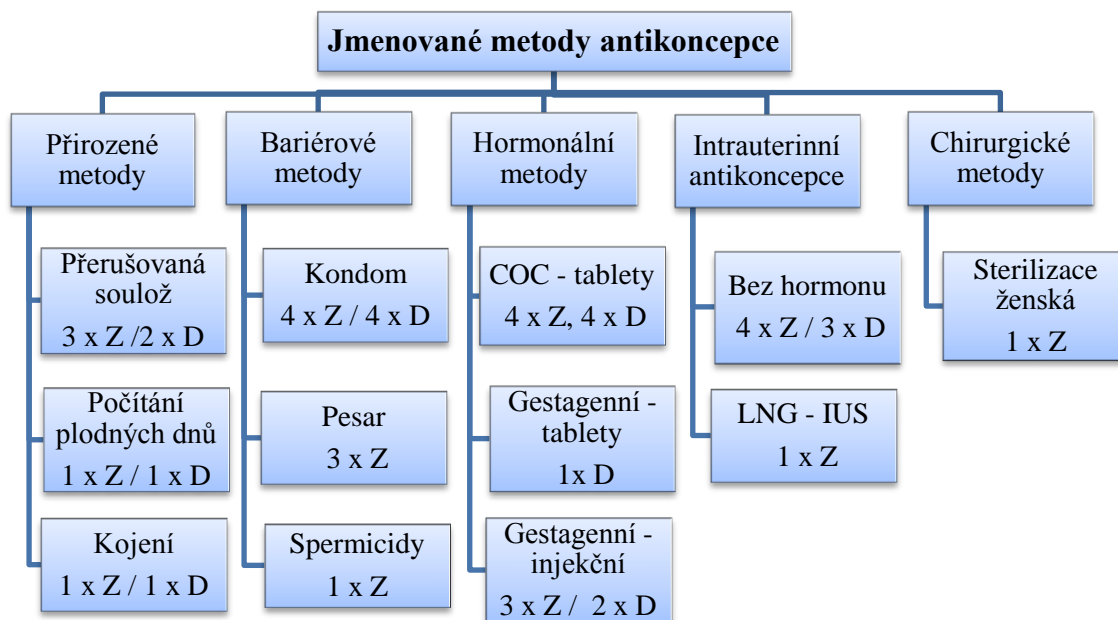 Jmenované metody antikoncepce
Přirozené
metody
Přerušovaná
soulož
3 x Z /2 x D
Počítání
plodných dnů
1 x Z / 1 x D
Kojení
1 x Z / 1 x D
Bariérové
metody
Kondom
4 x Z / 4 x D
Pesar
3 x Z
Spermicidy
1 x Z
Hormonální
metody
COC - tablety
4 x Z, 4 x D
Gestagenní -
tablety
1x D
Gestagenní -
injekční
3 x Z / 2 x D
Intrauterinní
antikoncepce
Bez hormonu
4 x Z / 3 x D
LNG - IUS
1 x Z
Chirurgické
metody
Sterilizace
ženská
1 x Z